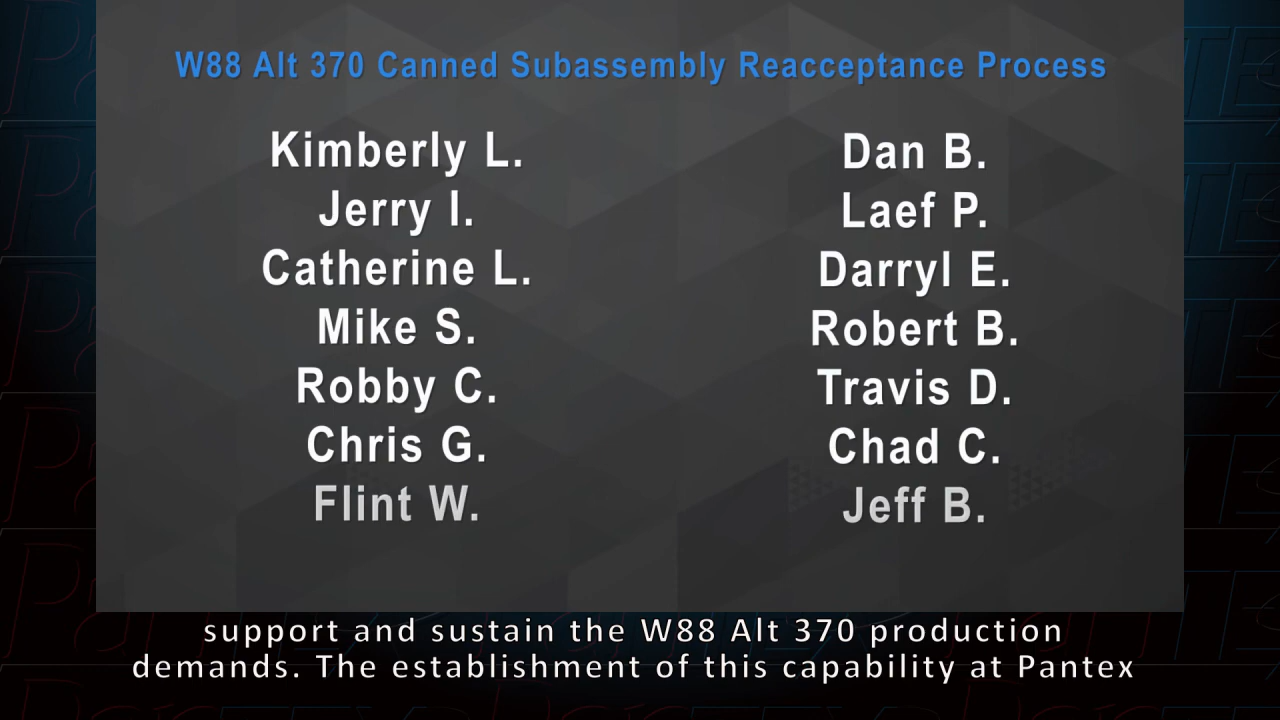 W88 Alt 370 Canned Subassembly Reacceptance Process
Kimberly L.
Jerry I.
Catherine L.
Mike S.
Robby C.
Chris G.
Flint W.
Dan B.
Laef P.
Darryl E.
Robert B.
Travis D.
Chad C.
Jeff B.
support and sustain the W88 Alt 370 production
demands. The establishment of this capability at Pantex